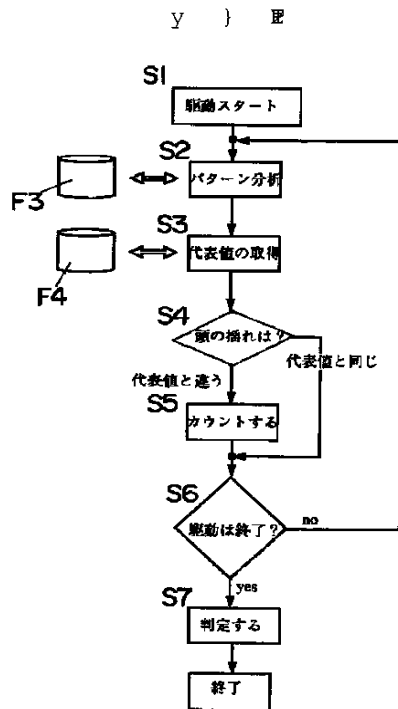 y } E
S1
駆動スタート
S2
パターン分析
F3
S3
代表値の取得
F4
S4
頭の揺れは？
代表値と違う
代表値と同じ
S5
カウントする
S6
駆動は終了？
no
yes
S7
判定する
終了